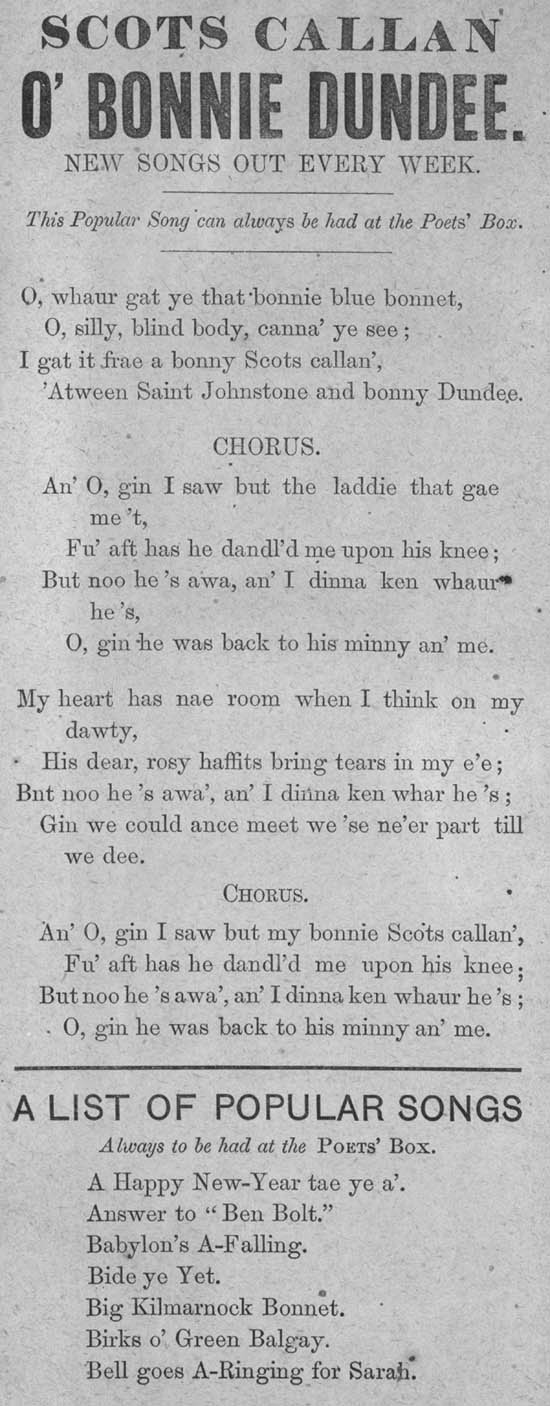 SCOTS CALLAN
O' BONNIE DUNDEE.
NEW SONGS OUT EVERY WEEK.
This Popular Song can always be had at the Poets' Box.
O, whaur gat ye that bonnie blue bonnet,
O, silly, blind body, canna' ye see;
I gat it frae a bonny Scots callan',
'Atween Saint Johnstone and bonny Dundee.
CHORUS.
An' O, gin I saw but the laddie that gae
me 't,
Fu' aft has he dandl'd me upon his knee;
But noo he 's awa, an' I dinna ken whaur
he 's,
O, gin he was back to his minny an' me.
My heart has nae room when I think on my
dawty,
His dear, rosy haffits bring tears in my e'e;
Bnt noo he 's awa', an' I dinna ken whar he 's;
Gin we could ance meet we 'se ne'er part till
we dee.
CHORUS.
An' O, gin I saw but my bonnie Scots callan',
Fu' aft has he dandl'd me upon his knee;
But noo he 's awa', an' I dinna ken whaur he 's;
O, gin he was back to his minny an' me.
A LIST OF POPULAR SONGS
Always to be had at the POETS' BOX.
A Happy New-Year tae ye a'.
Answer to "Ben Bolt."
Babylon's A-Falling.
Bide ye Yet.
Big Kilmarnock Bonnet.
Birks o' Green Balgay.
Bell goes A-Ringing for Sarah.